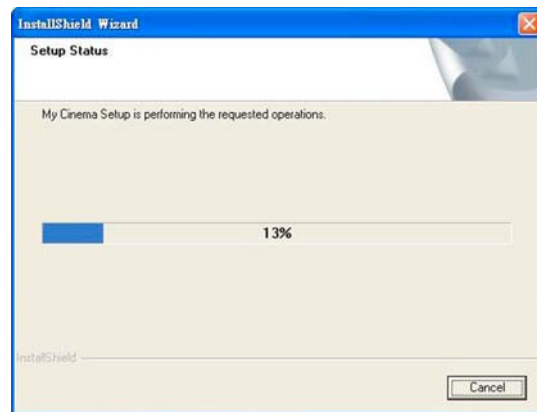 InstallShield Wizard
Setup Status
My Cinema Setup is performing the requested operations.
13%
InstallShield
Cancel